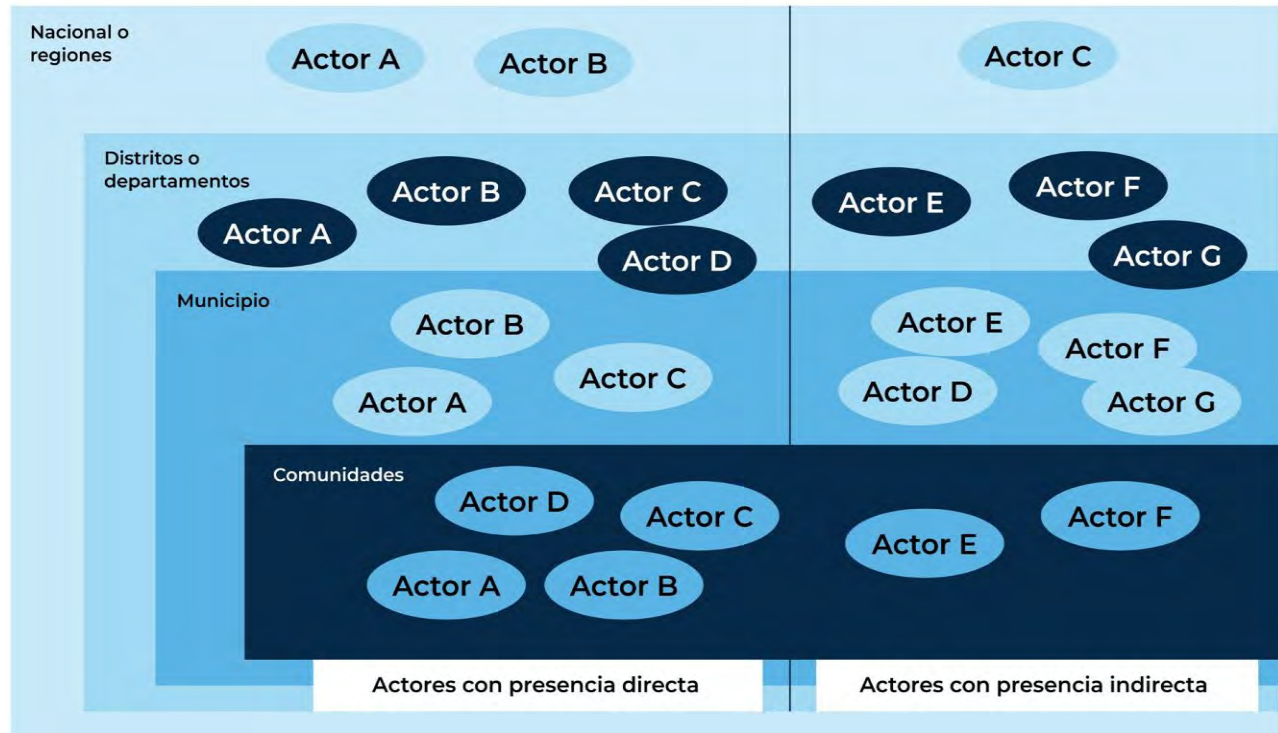 Nacional o
regiones
Actor A
Actor B
Actor C
Distritos o
departamentos
Actor A
Actor B
Actor C
Actor D
Actor E
Actor F
Actor G
Municipio
Actor B
Actor A
Actor C
Actor E
Actor D
Actor F
Actor G
Comunidades
Actor D
Actor C
Actor A
Actor B
Actor E
Actor F
Actores con presencia directa
Actores con presencia indirecta